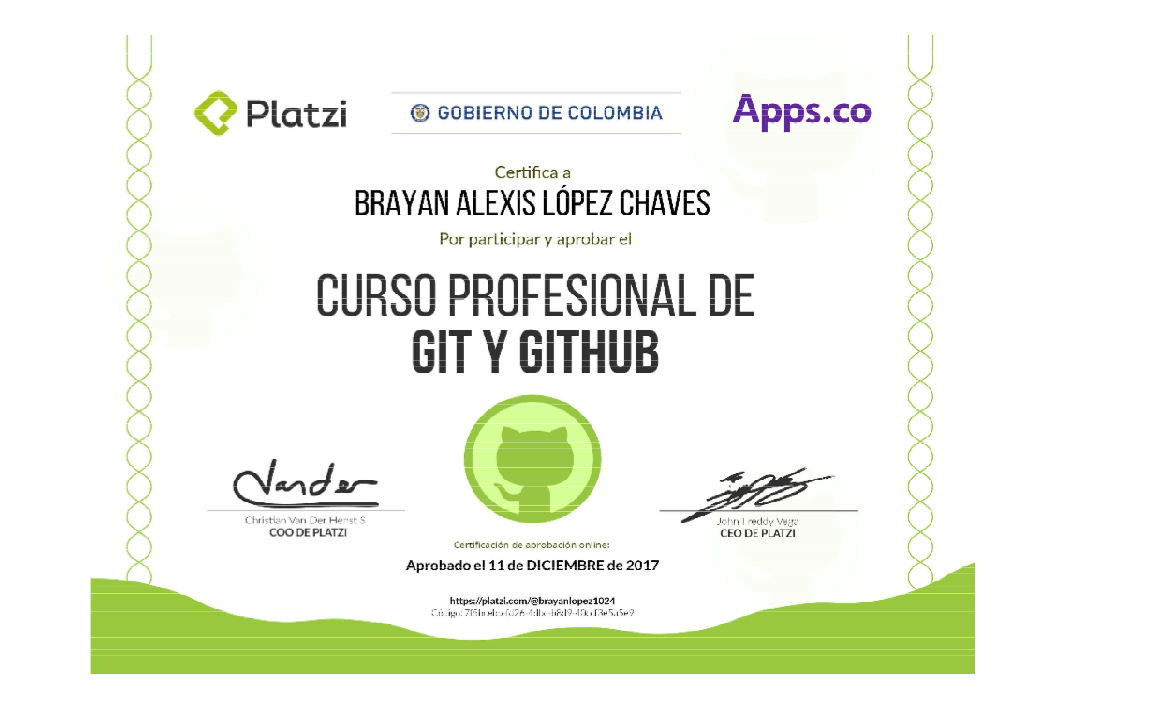 Platzi
GOBIERNO DE COLOMBIA
Apps.co
Certifica a
BRAYAN ALEXIS LÓPEZ CHAVES
Por participar y aprobar el
CURSO PROFESIONAL DE
GIT Y GITHUB
Vander
Christian Van Der Henst S
COO DE PLATZI
John Freddy Vega
CEO DE PLATZI
Certificación de aprobación online:
Aprobado el 11 de DICIEMBRE de 2017
https://platzi.com/@brayanlopez1024
Código: